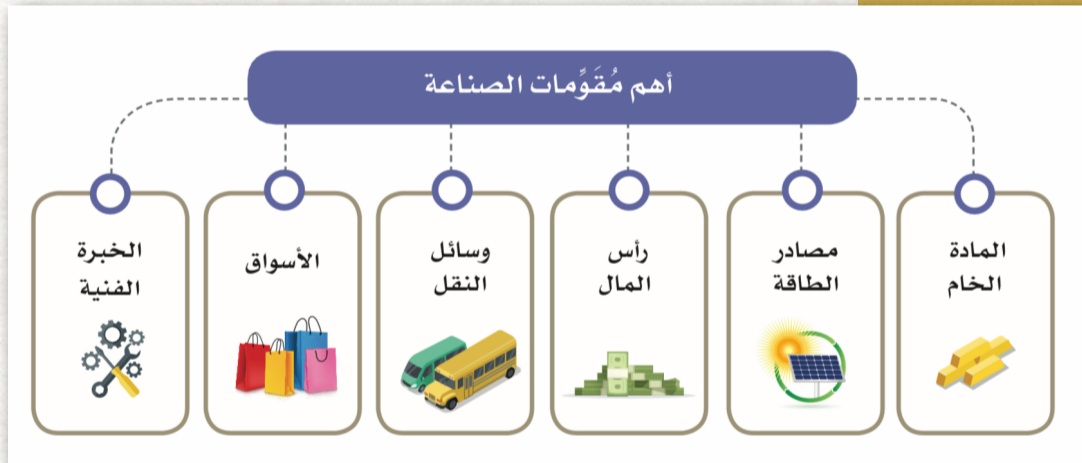 أهم مُقَوِّمات الصناعة
المادة
الخام
مصادر
الطاقة
رأس
المال
وسائل
النقل
الأسواق
الخبرة
الفنية